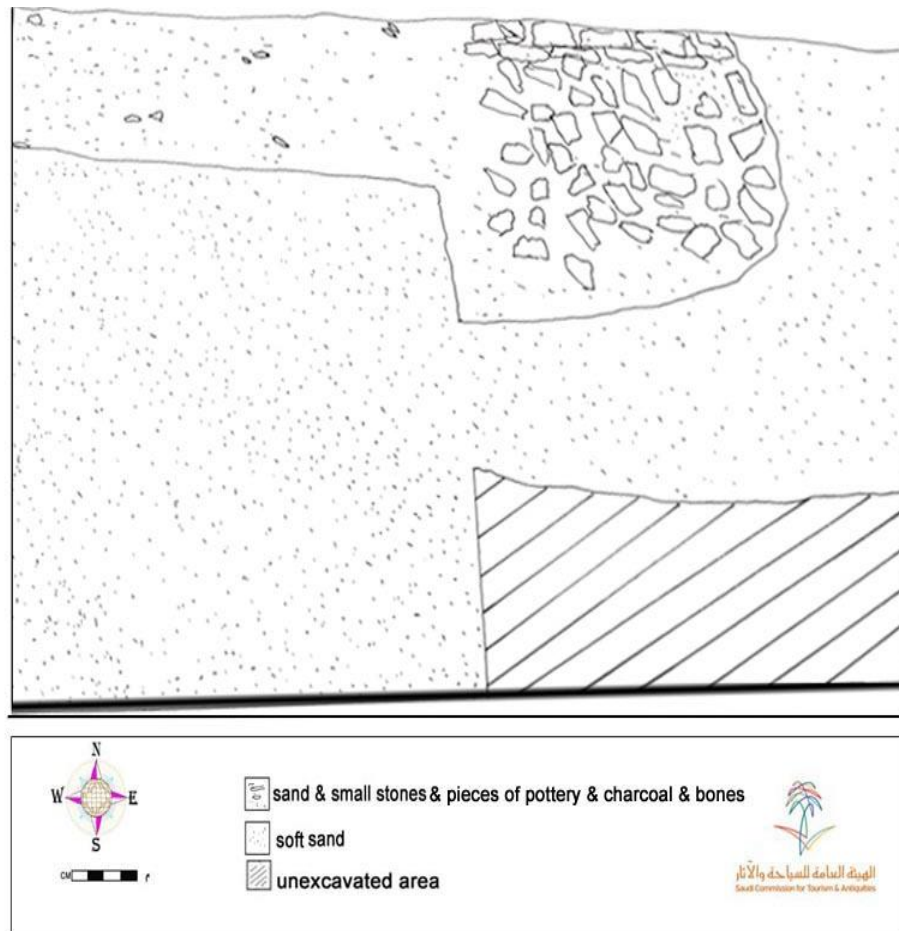 N
W E
S
CM م
sand & small stones & pieces of pottery & charcoal & bones
soft sand
unexcavated area
الهيئة العامة للسياحة والآثار
Saudi Commission for Tourism & Antiquities